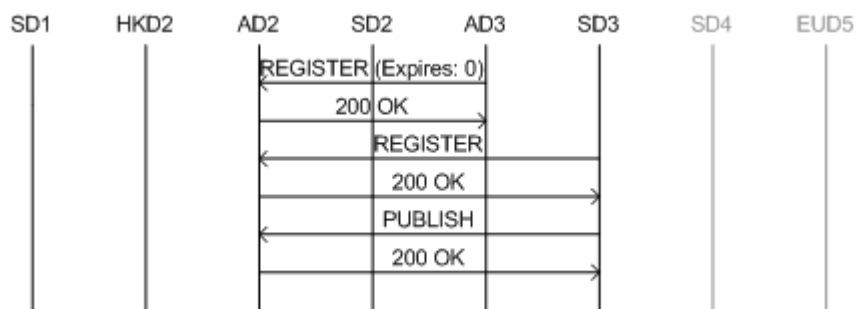 SD1 HKD2 AD2 SD2 AD3 SD3 SD4 EUD5
REGISTER (Expires: 0)
200 OK
REGISTER
200 OK
PUBLISH
200 OK